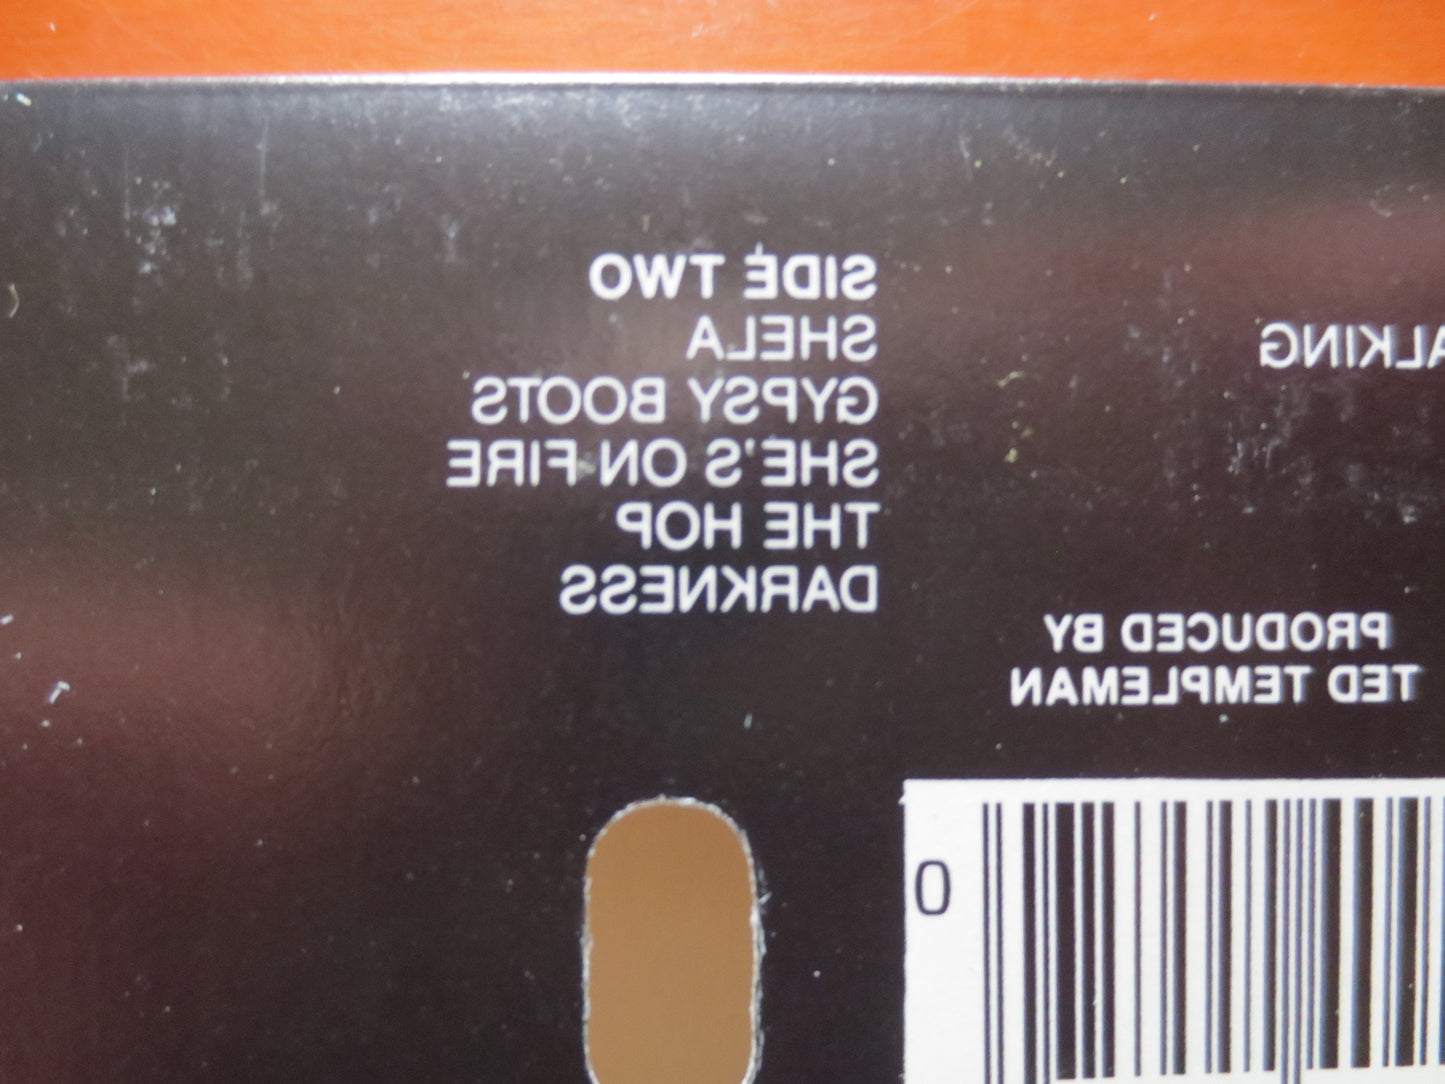 SIDE TWO
SHELA
GYPSY BOOTS
SHE'S ON FIRE
THE HOP
DARKNESS
ALKING
PRODUCED BY
TED TEMPLEMAN
0